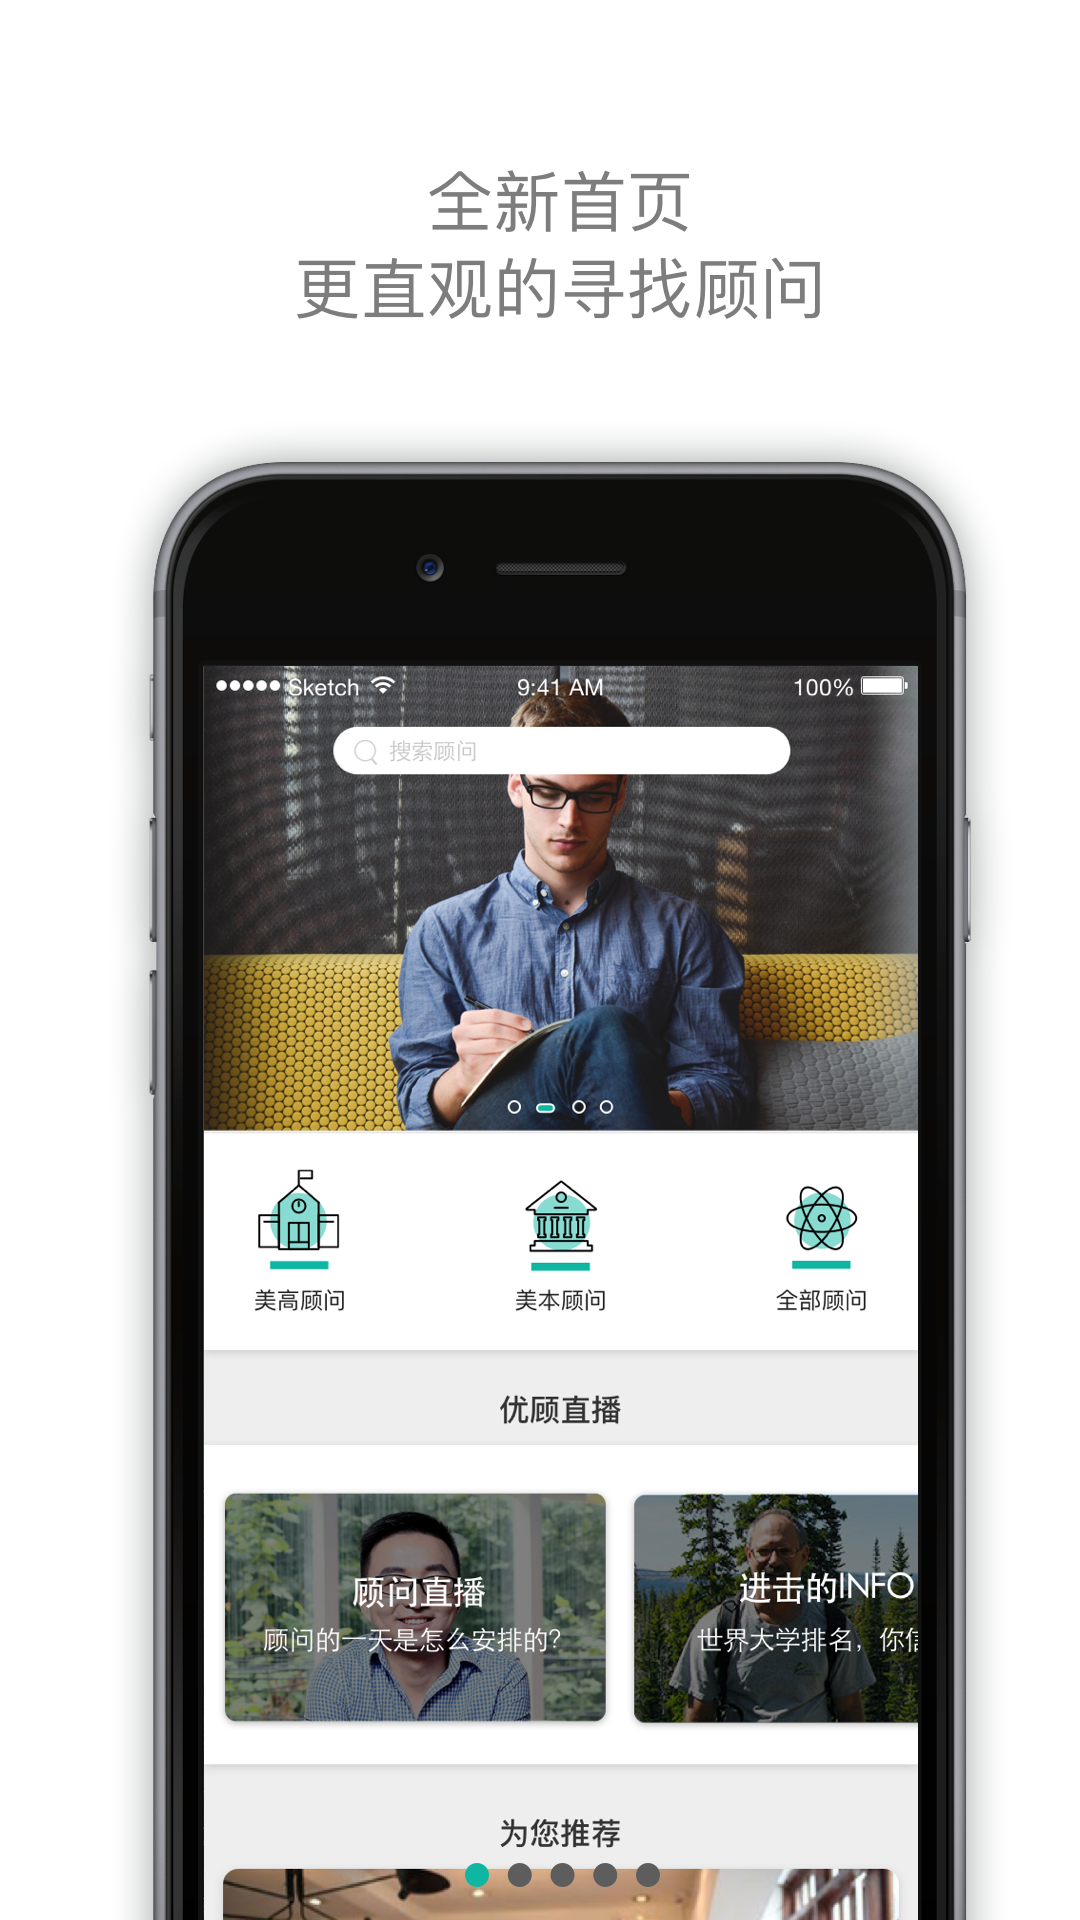 全新首页
更直观的寻找顾问
Sketch 9:41 AM 100%
搜索顾问
美高顾问 美本顾问 全部顾问
优顾直播
顾问直播 进击的INFO
顾问的一天是怎么安排的? 世界大学排名，你信
为您推荐